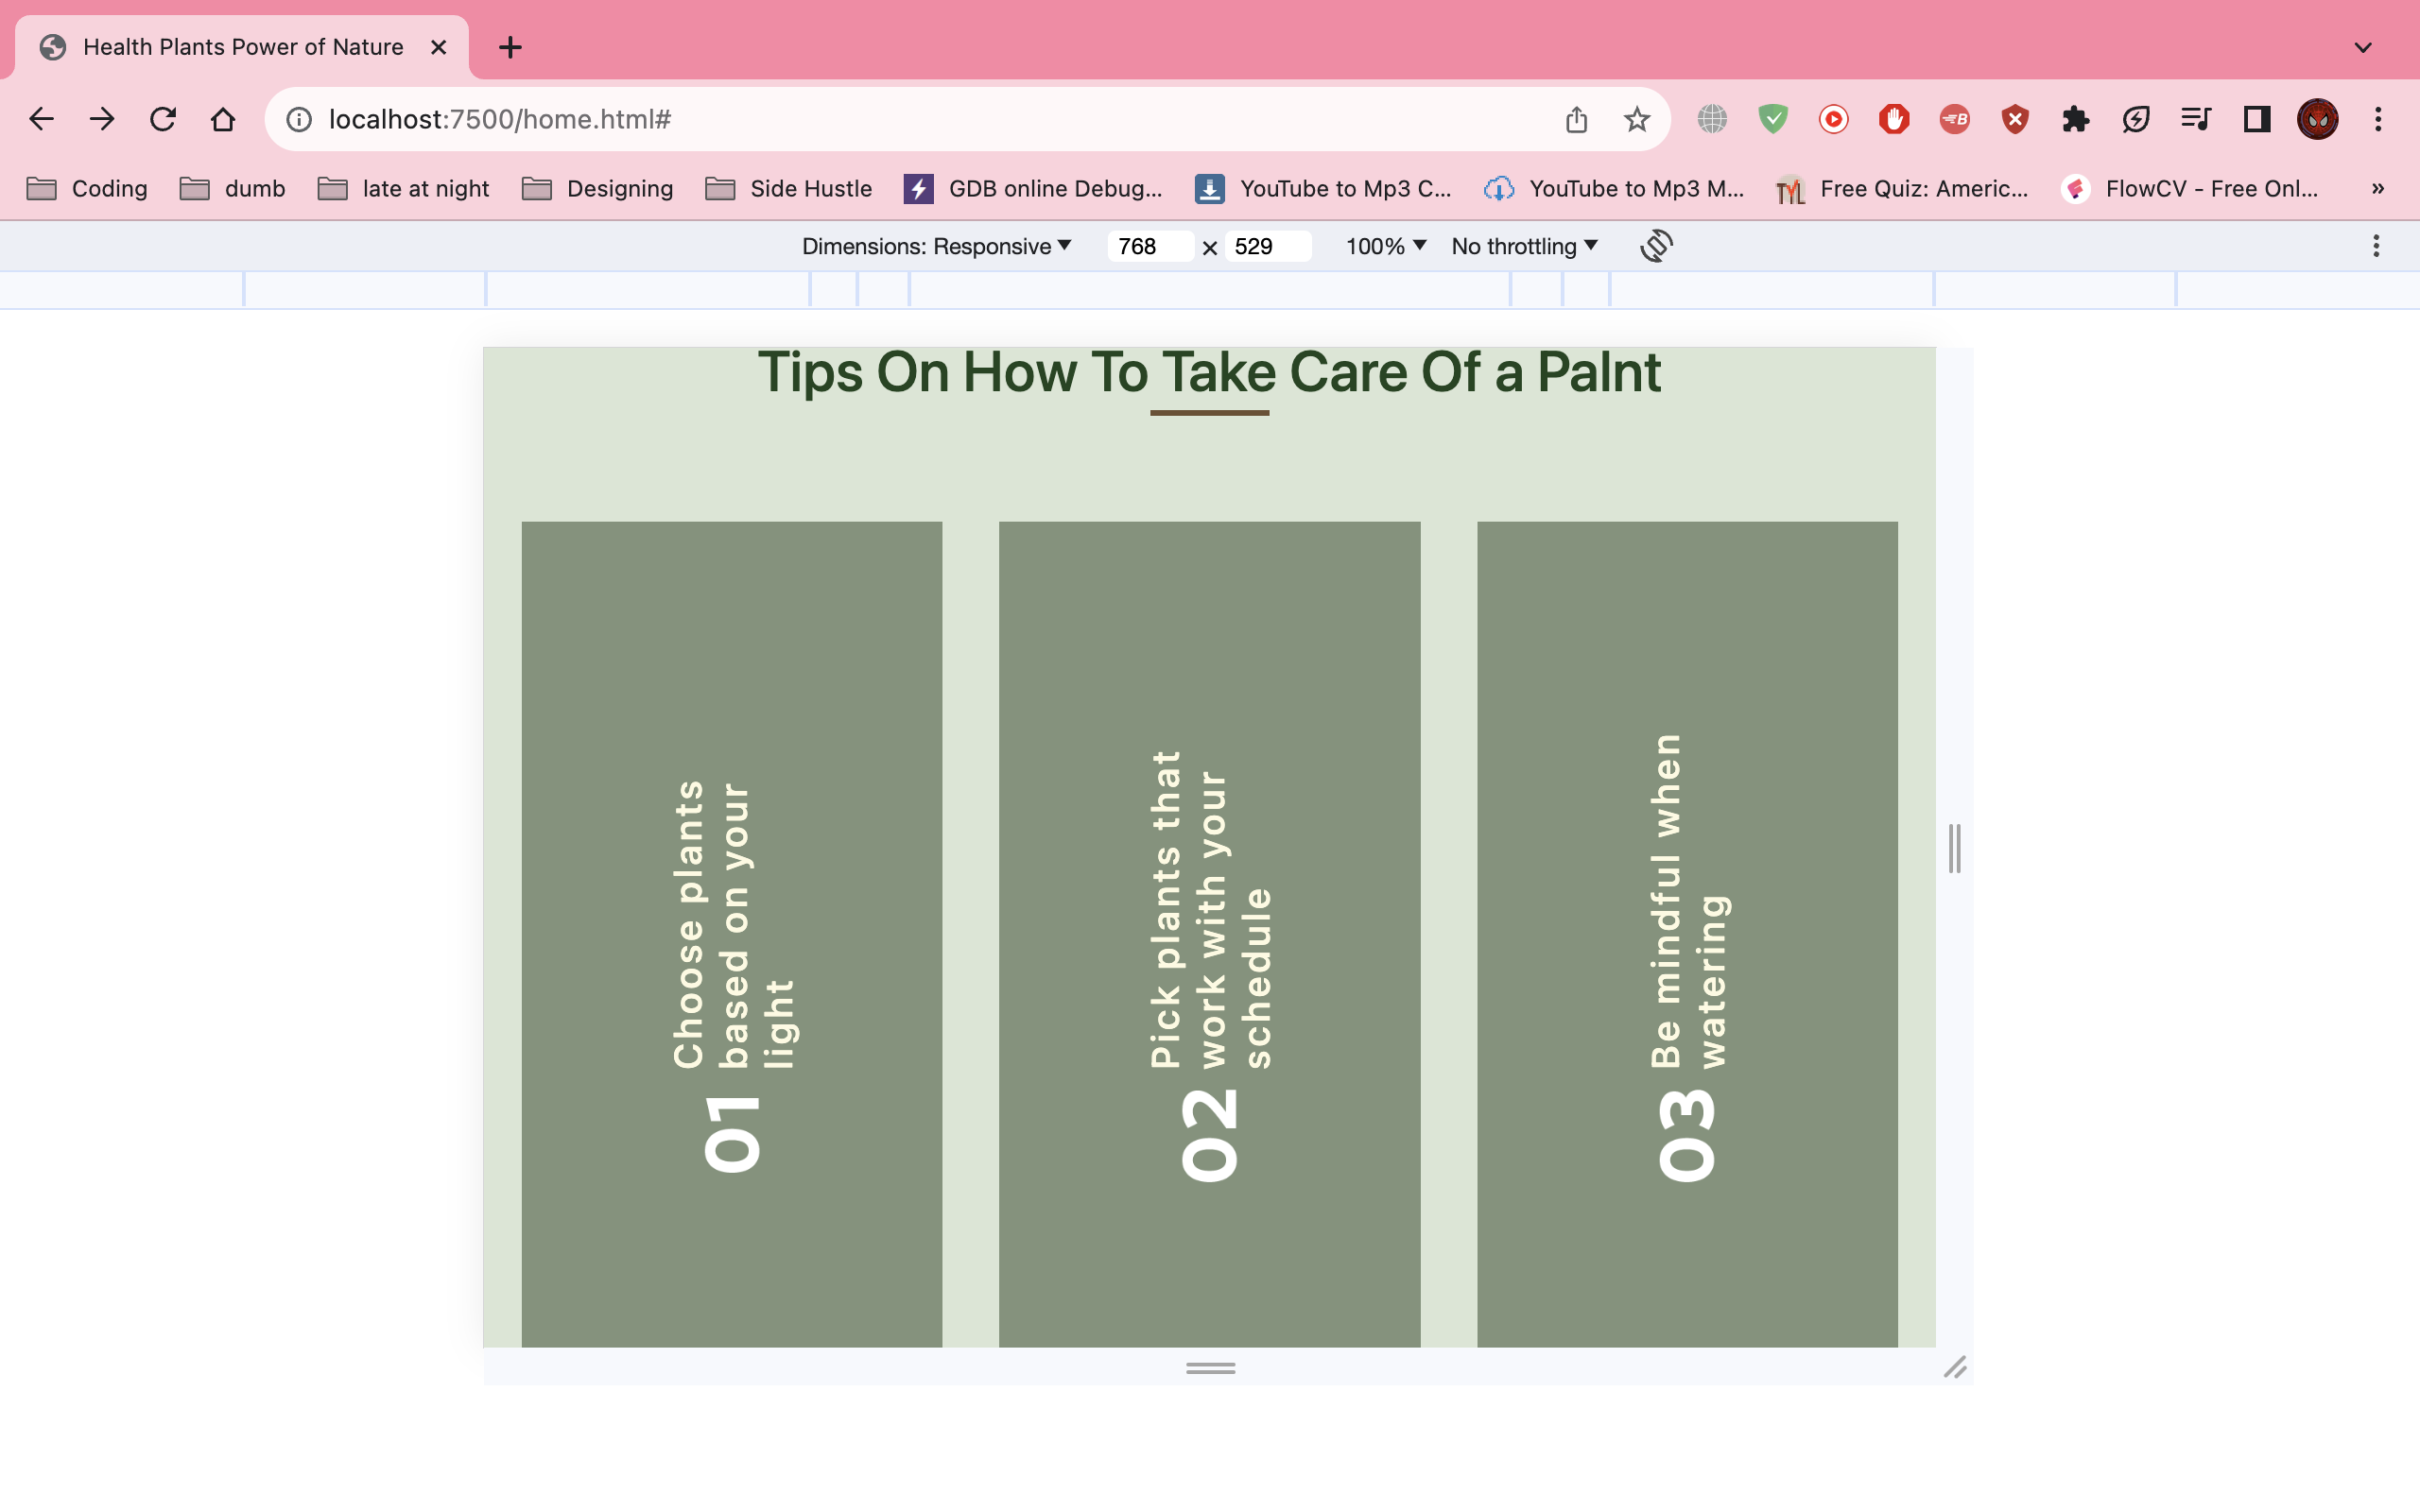 Health Plants Power of Nature
localhost:7500/home.html#
Coding dumb late at night Designing Side Hustle GDB online Debug... YouTube to Mp3 C... YouTube to Mp3 M... Free Quiz: Americ... FlowCV - Free Onl... »
Dimensions: Responsive 768 × 529 100% No throttling
Tips On How To Take Care Of a Palnt
01
Choose plants
based on your
light
02
Pick plants that
work with your
schedule
03
Be mindful when
watering